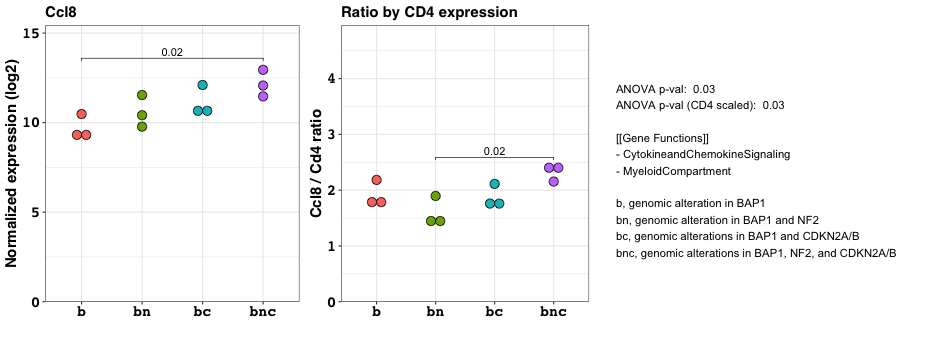 Ccl8
Normalized expression (log2)
15
10
5
0
0.02
b
bn
bc
bnc
Ratio by CD4 expression
Ccl8 / Cd4 ratio
4
3
2
1
0
0.02
b
bn
bc
bnc
ANOVA p-val: 0.03
ANOVA p-val (CD4 scaled): 0.03
[[Gene Functions]]
- CytokineandChemokineSignaling
- MyeloidCompartment
b, genomic alteration in BAP1
bn, genomic alteration in BAP1 and NF2
bc, genomic alterations in BAP1 and CDKN2A/B
bnc, genomic alterations in BAP1, NF2, and CDKN2A/B